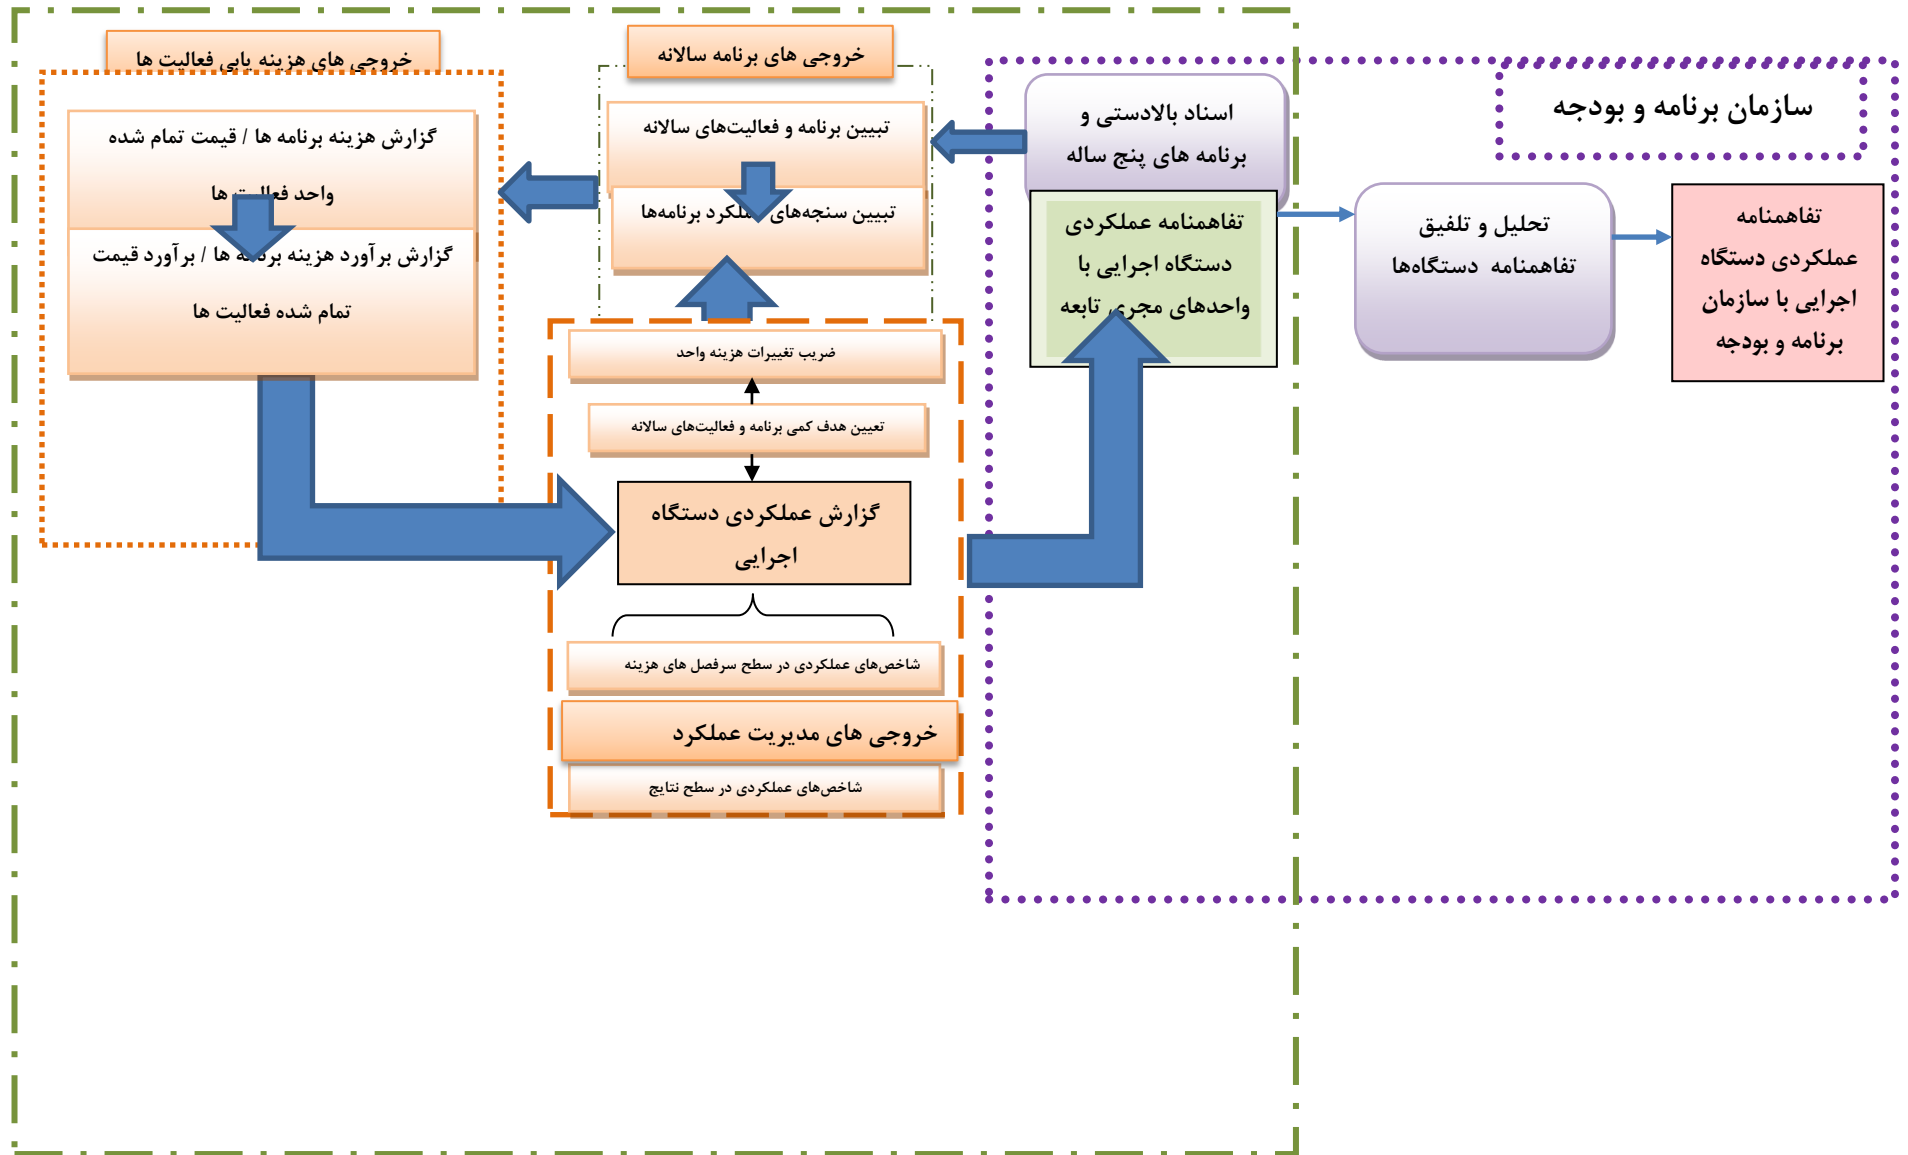 سازمان برنامه و بودجه
اسناد بالادستی و
برنامه های پنج ساله
تفاهمنامه عملکردی
دستگاه اجرایی با
واحدهای مجری تابعه
تحلیل و تلفیق
تفاهمنامه دستگاه‌ها
تفاهمنامه
عملکردی دستگاه
اجرایی با سازمان
برنامه و بودجه
خروجی های برنامه سالانه
تبیین برنامه و فعالیت‌های سالانه
تبیین سنجه‌های عملکرد برنامه‌ها
خروجی های هزینه یابی فعالیت ها
گزارش هزینه برنامه ها / قیمت تمام شده
واحد فعالیت ها
گزارش برآورد هزینه برنامه ها / برآورد قیمت
تمام شده فعالیت ها
ضریب تغییرات هزینه واحد
تعیین هدف کمی برنامه و فعالیت‌های سالانه
گزارش عملکردی دستگاه
اجرایی
شاخص‌های عملکردی در سطح سرفصل های هزینه
خروجی های مدیریت عملکرد
شاخص‌های عملکردی در سطح نتایج